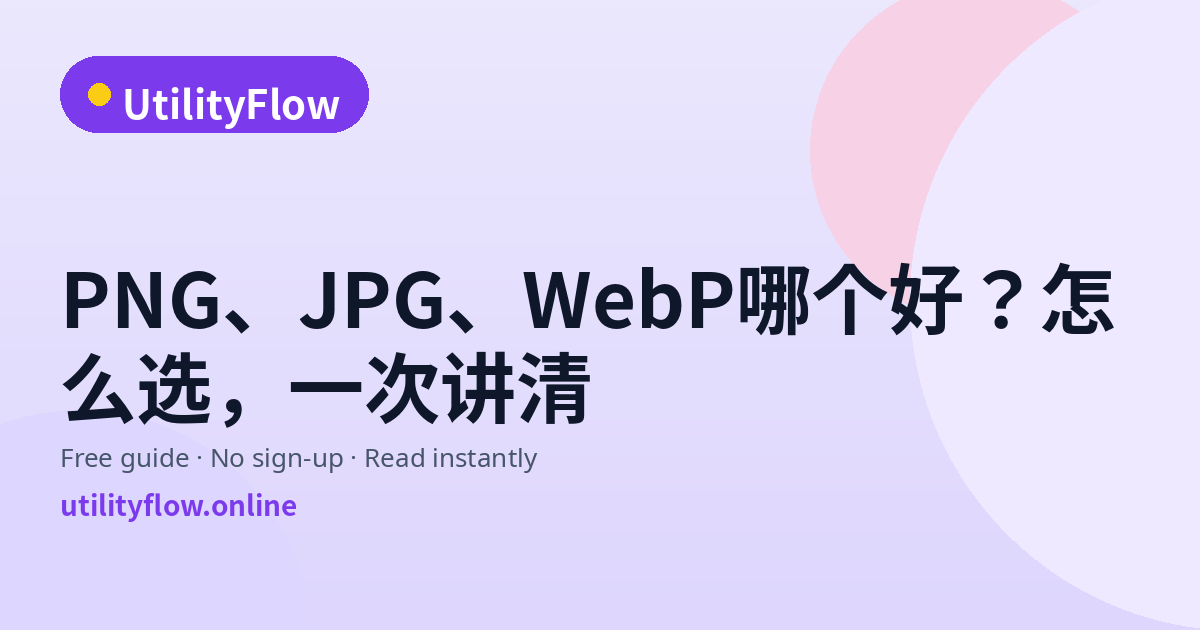 UtilityFlow
PNG、JPG、WebP哪个好？怎
么选，一次讲清
Free guide · No sign-up · Read instantly
utilityflow.online